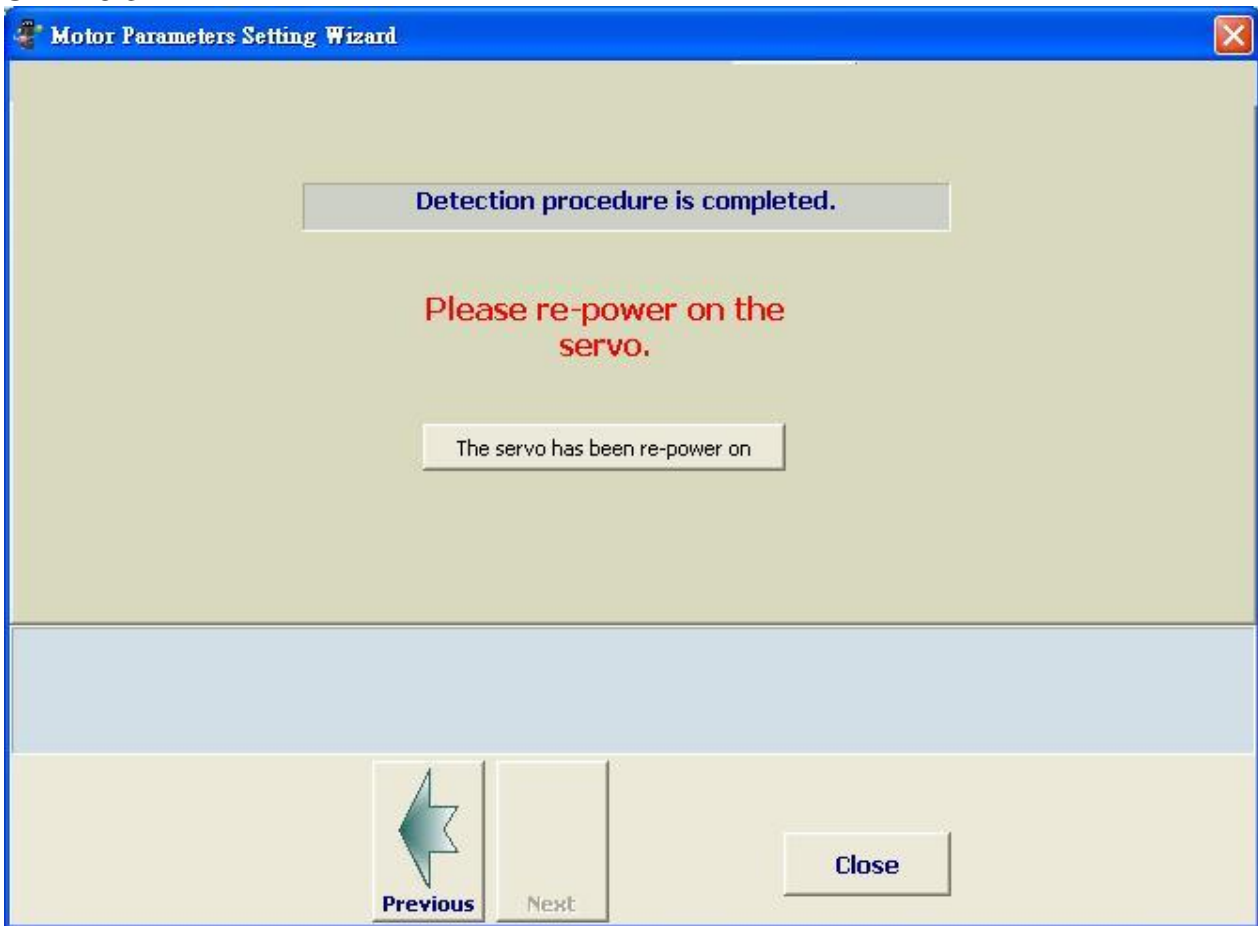 Motor Parameters Setting Wizard
Detection procedure is completed.
Please re-power on the
servo.
The servo has been re-power on
Previous
Next
Close